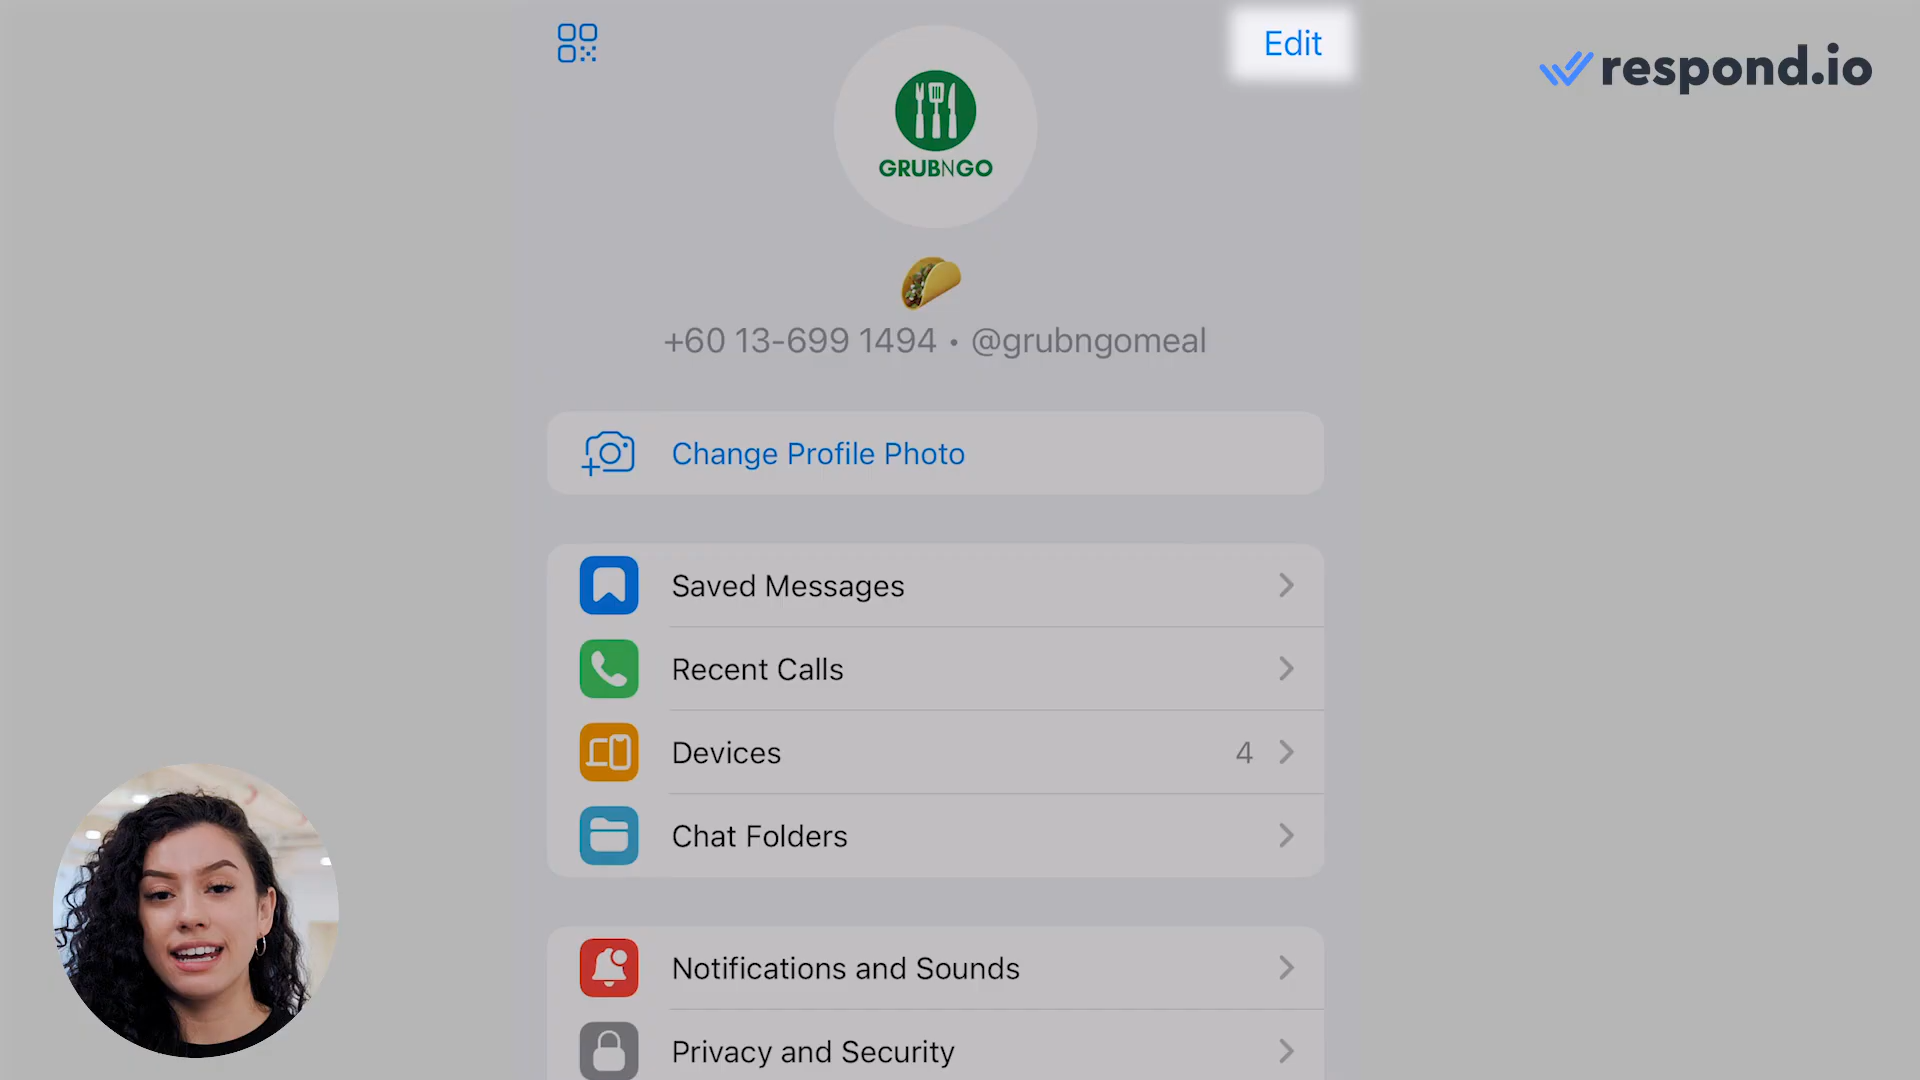 Edit
respond.io
GRUBNGO
+60 13-699 1494 • @grubngomeal
Change Profile Photo
Saved Messages
Recent Calls
Devices 4
Chat Folders
Notifications and Sounds
Privacy and Security